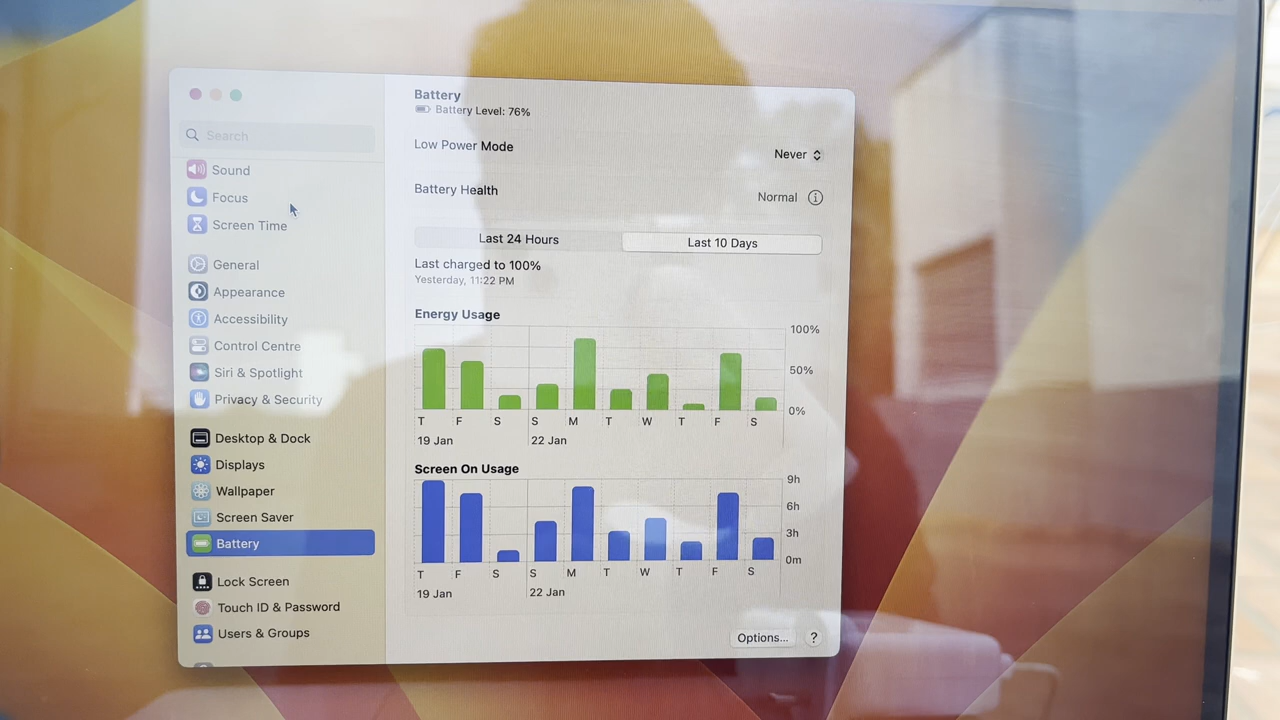 Search
Sound
Focus
Screen Time
General
Appearance
Accessibility
Control Centre
Siri & Spotlight
Privacy & Security
Desktop & Dock
Displays
Wallpaper
Screen Saver
Battery
Lock Screen
Touch ID & Password
Users & Groups
Battery
Battery Level: 76%
Low Power Mode
Never
Battery Health
Normal
Last 24 Hours
Last 10 Days
Last charged to 100%
Yesterday, 11:22 PM
Energy Usage
100%
50%
0%
T F S S M T W T F S
19 Jan 22 Jan
Screen On Usage
9h
6h
3h
0m
T F S S M T W T F S
19 Jan 22 Jan
Options... ?